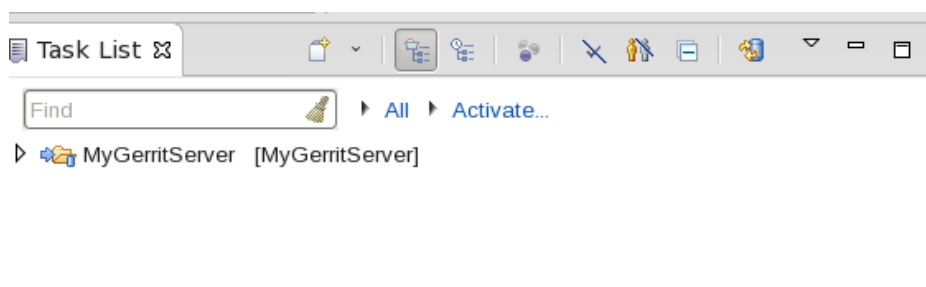 Task List
Find All Activate...
MyGerritServer [MyGerritServer]